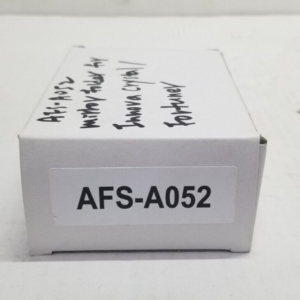 AFS-A052
Innova Crysta /
Fortuner
AFS-A052